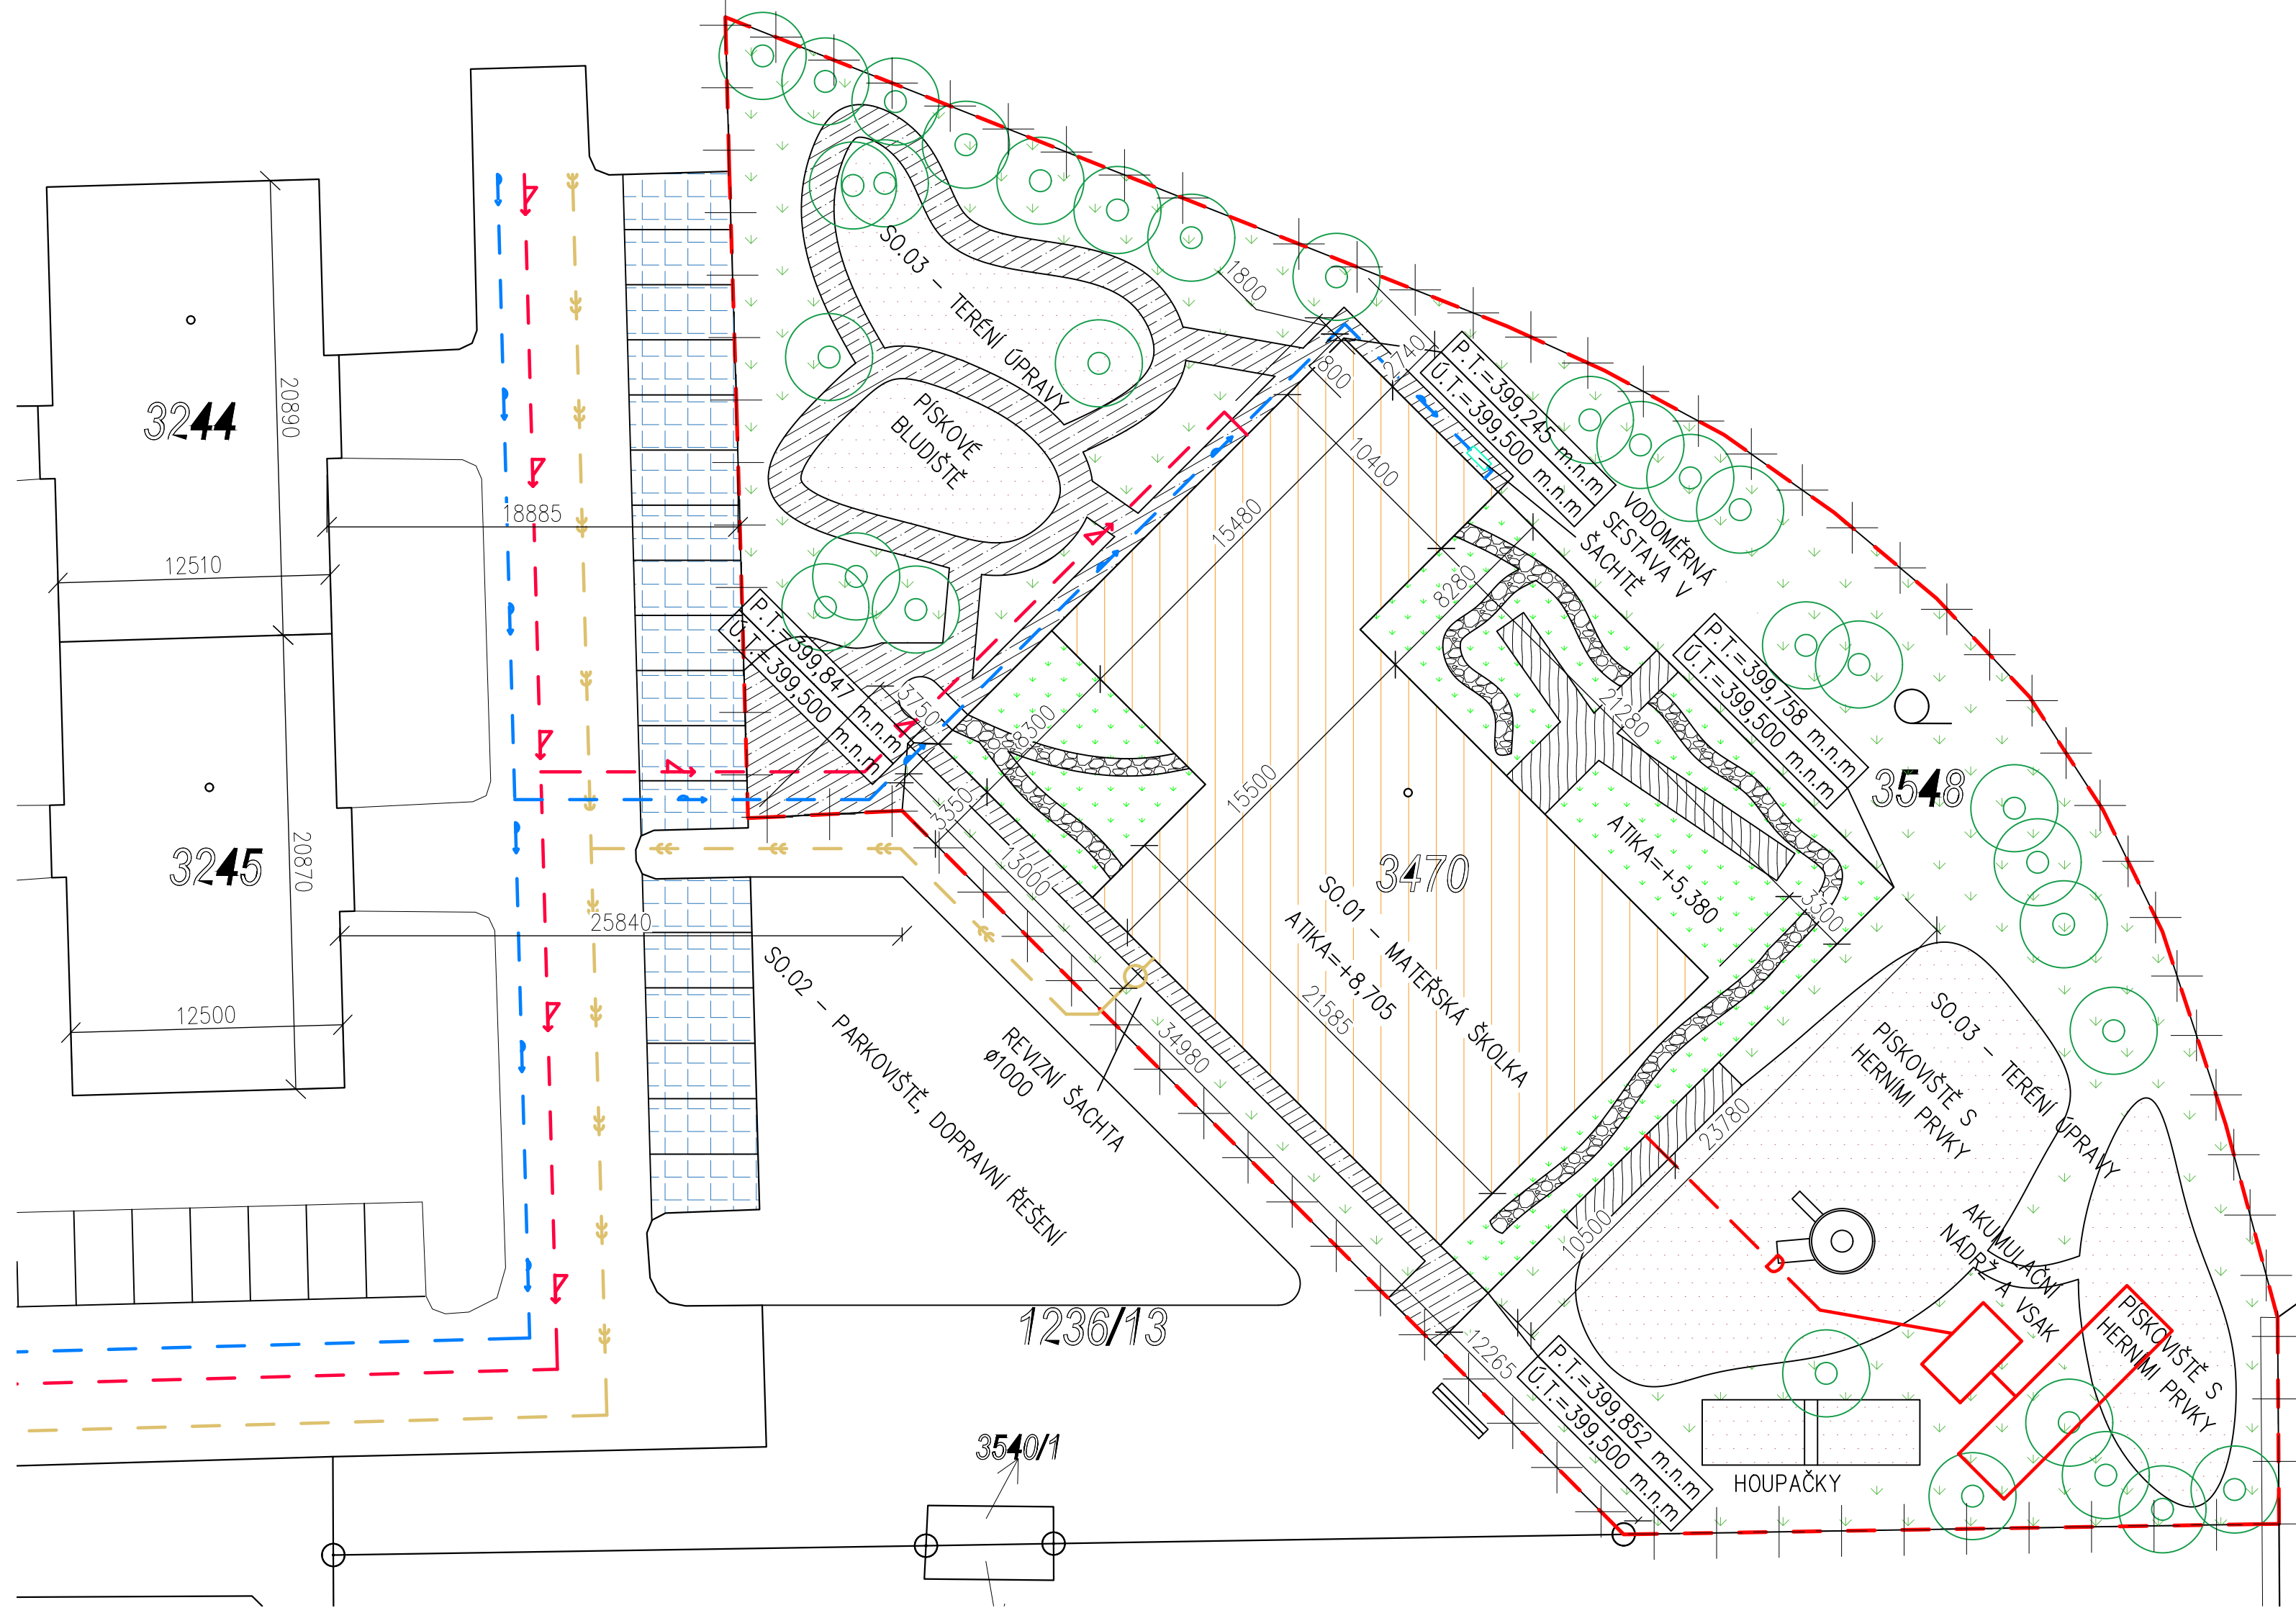 3244
20890
12510
18885
3245
20870
12500
25840
SO.03 – TERÉNÍ ÚPRAVY
PÍSKOVÉ
BLUDIŠTĚ
1800
800
2740
P.T.=399,245 m.n.m
Ú.T.=399,500 m.n.m
VODOMĚRNÁ
SESTAVA V
ŠACHTĚ
10400
15480
8280
P.T.=399,847 m.n.m
Ú.T.=399,500 m.n.m
3750
8300
3350
13000
15500
21280
P.T.=399,758 m.n.m
Ú.T.=399,500 m.n.m
3548
3470
ATIKA=+5,380
3300
SO.01 – MATEŘSKÁ ŠKOLKA
ATIKA=+8,705
21585
34980
SO.02 – PARKOVIŠTĚ, DOPRAVNÍ ŘEŠENÍ
REVIZNÍ ŠACHTA
ø1000
SO.03 – TERÉNÍ ÚPRAVY
PÍSKOVIŠTĚ S
HERNÍMI PRVKY
23780
10500
AKUMULAČNÍ
NÁDRŽ A VSAK
PÍSKOVIŠTĚ S
HERNÍMI PRVKY
12265
P.T.=399,852 m.n.m
Ú.T.=399,500 m.n.m
HOUPAČKY
1236/13
3540/1